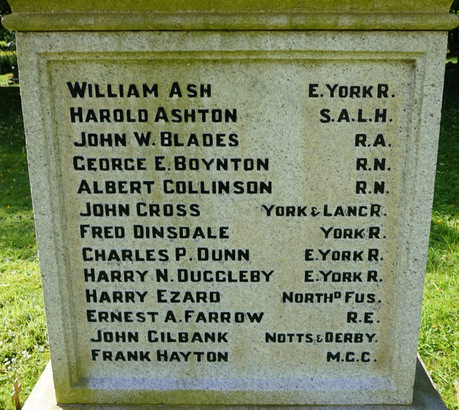 WILLIAM ASH E. YORK R.
HAROLD ASHTON S.A.L.H.
JOHN W. BLADES R.A.
GEORGE E. BOYNTON R.N.
ALBERT COLLINSON R.N.
JOHN CROSS YORK & LANC R.
FRED DINSDALE YORK R.
CHARLES P. DUNN E. YORK R.
HARRY N. DUGGLEBY E. YORK R.
HARRY EZARD NORTHD FUS.
ERNEST A. FARROW R.E.
JOHN GILBANK NOTTS & DERBY.
FRANK HAYTON M.G.C.